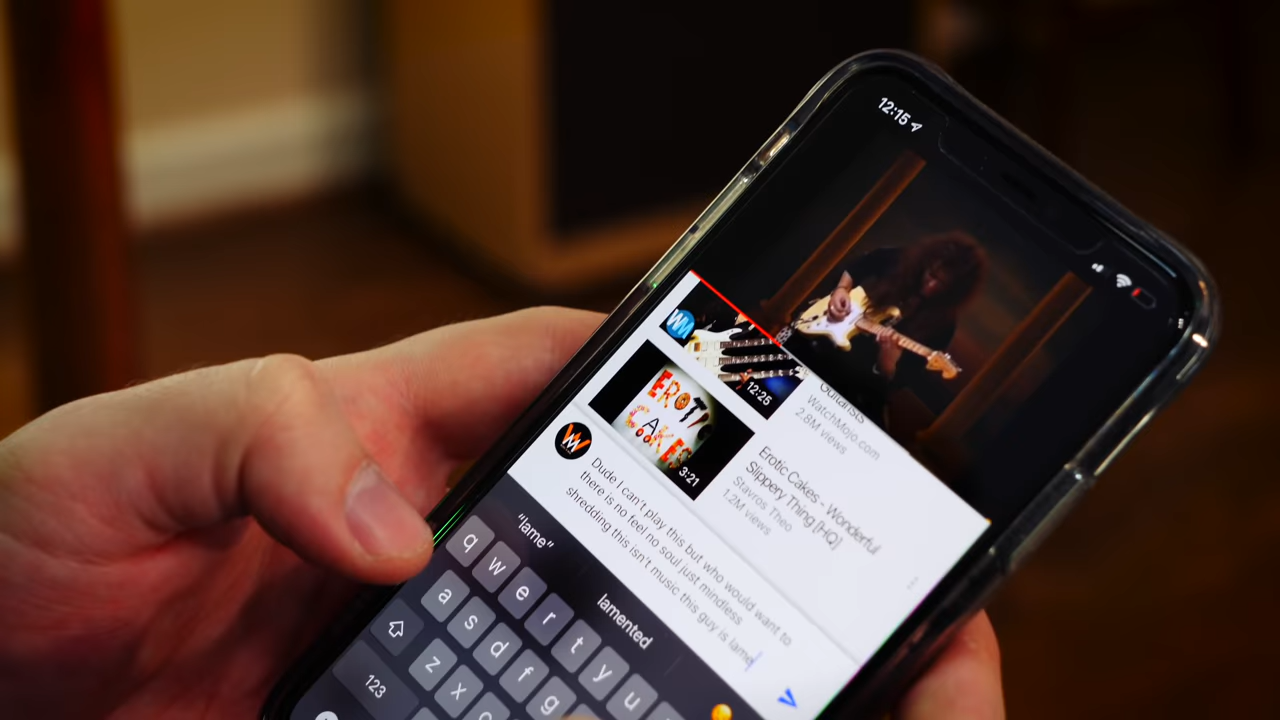 12:15
12:25
Guitarists
WatchMojo.com
2.8M views
EROTIC
CAKES
3:21
Erotic Cakes - Wonderful
Slippery Thing [HQ]
Stavros Theo
1.2M views
Dude I can't play this but who would want to
there is no feel no soul just mindless
shredding this isn't music this guy is lame
"lame"
lamented
q w e r t y u
a s d f g
z x
123